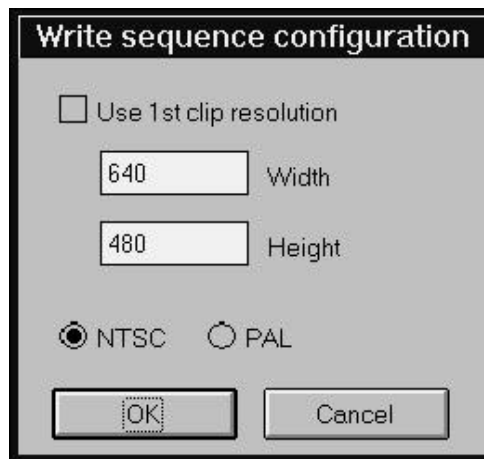 Write sequence configuration
Use 1st clip resolution
640 Width
480 Height
NTSC PAL
OK Cancel